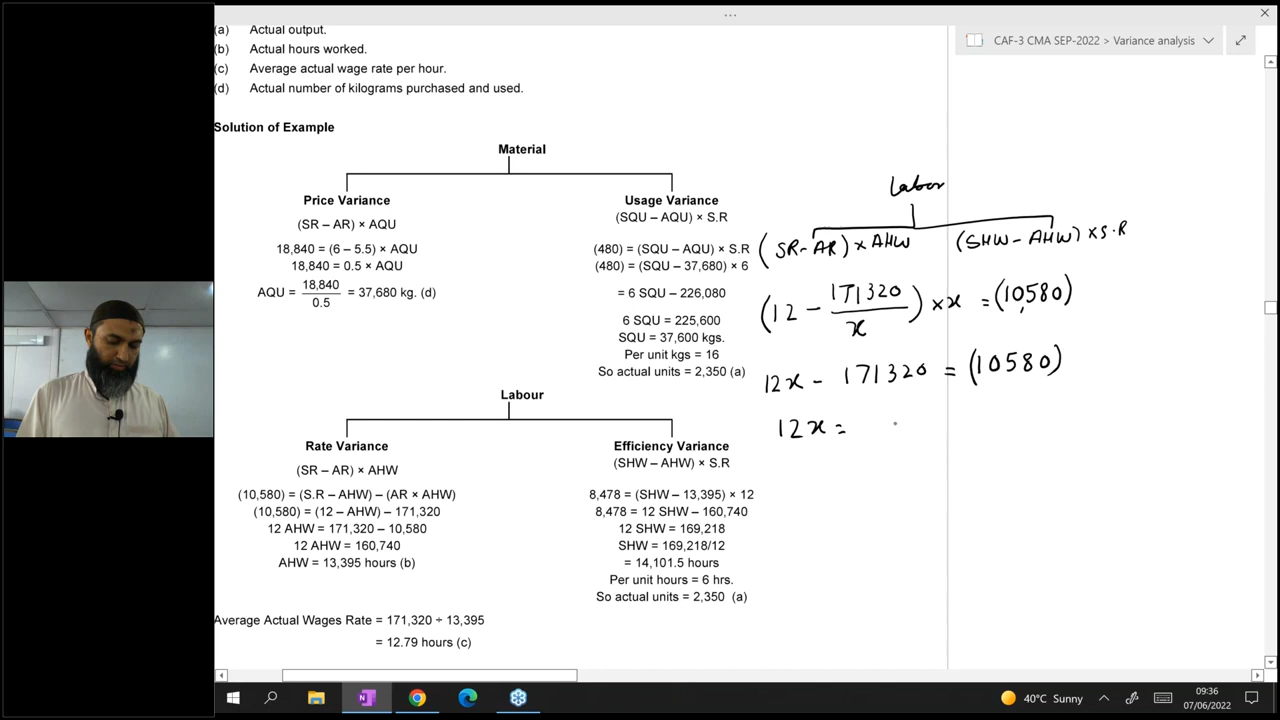 CAF-3 CMA SEP-2022 > Variance analysis
(a) Actual output.
(b) Actual hours worked.
(c) Average actual wage rate per hour.
(d) Actual number of kilograms purchased and used.
Solution of Example
Material
Price Variance
(SR – AR) × AQU
18,840 = (6 – 5.5) × AQU
18,840 = 0.5 × AQU
AQU = 18,840 / 0.5 = 37,680 kg. (d)
Usage Variance
(SQU – AQU) × S.R
(480) = (SQU – AQU) × S.R
(480) = (SQU – 37,680) × 6
= 6 SQU – 226,080
6 SQU = 225,600
SQU = 37,600 kgs.
Per unit kgs = 16
So actual units = 2,350 (a)
Labour
Rate Variance
(SR – AR) × AHW
(10,580) = (S.R – AHW) – (AR × AHW)
(10,580) = (12 – AHW) – 171,320
12 AHW = 171,320 – 10,580
12 AHW = 160,740
AHW = 13,395 hours (b)
Efficiency Variance
(SHW – AHW) × S.R
8,478 = (SHW – 13,395) × 12
8,478 = 12 SHW – 160,740
12 SHW = 169,218
SHW = 169,218/12
= 14,101.5 hours
Per unit hours = 6 hrs.
So actual units = 2,350 (a)
Average Actual Wages Rate = 171,320 ÷ 13,395
= 12.79 hours (c)
Labor
(SR – AR) × AHW (SHW – AHW) × S.R
(12 – 171320 / x) × x = (10,580)
12x – 171320 = (10580)
12x =
40°C Sunny
09:36
07/06/2022